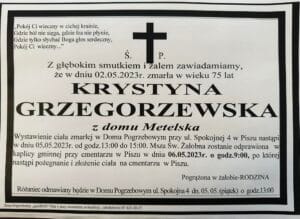 „Pokój Ci wieczny w cichej krainie,
Gdzie ból nie sięga, gdzie łza nie płynie,
Gdzie tylko słychać Boga głos serdeczny,
Pokój Ci wieczny..."
Ś. P.
Z głębokim smutkiem i żalem zawiadamiamy,
że w dniu 02.05.2023r. zmarła w wieku 75 lat
KRYSTYNA
GRZEGORZEWSKA
z domu Metelska
Wystawienie ciała zmarłej w Domu Pogrzebowym przy ul. Spokojnej 4 w Piszu nastąpi
w dniu 05.05.2023r. od godz.13:00 do 15:00. Msza Św. Żałobna zostanie odprawiona w
kaplicy gminnej przy cmentarzu w Piszu w dniu 06.05.2023r. o godz.9:00, po której
nastąpi pożegnanie i złożenie ciała na cmentarzu w Piszu.
Pogrążona w żałobie-RODZINA
Różaniec odmawiany będzie w Domu Pogrzebowym ul. Spokojna 4 dn. 05.05. (piątek) o godz.13:00